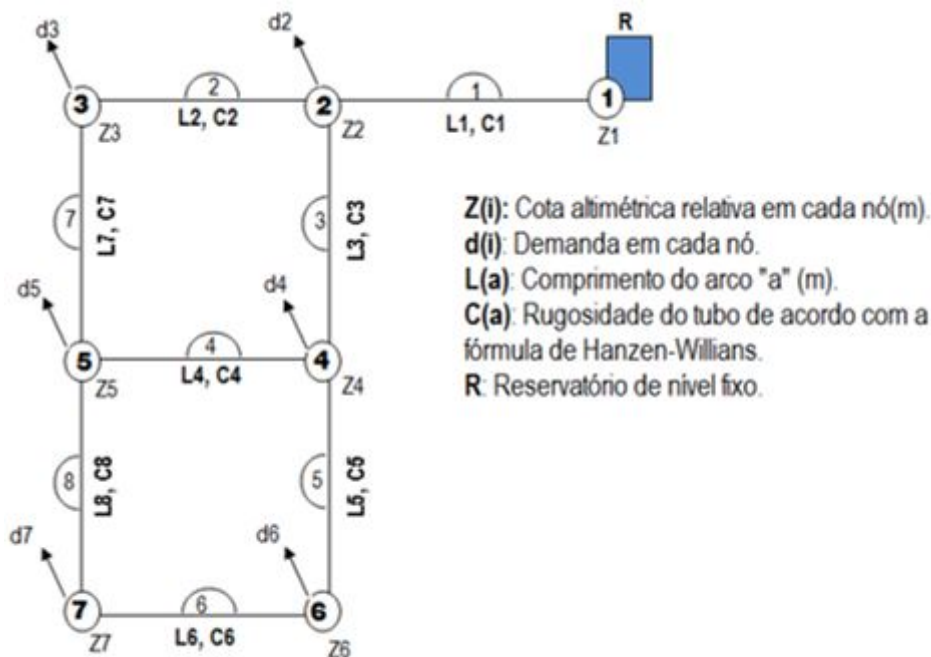 d3
d2
R
3
2
2
1
1
L2, C2
L1, C1
Z3
Z2
Z1
7
L7, C7
3
L3, C3
Z(i): Cota altimétrica relativa em cada nó(m).
d(i): Demanda em cada nó.
L(a): Comprimento do arco "a" (m).
C(a): Rugosidade do tubo de acordo com a
fórmula de Hanzen-Willians.
R: Reservatório de nível fixo.
d5
d4
5
4
4
L4, C4
Z5
Z4
8
L8, C8
5
L5, C5
d7
d6
7
6
6
L6, C6
Z7
Z6